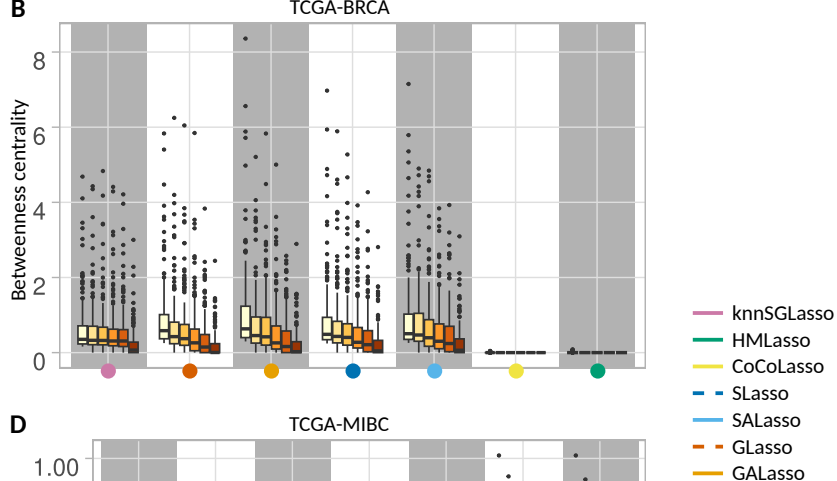 B
TCGA-BRCA
Betweenness centrality
8
6
4
2
0
knnSGLasso
HMLasso
CoCoLasso
SLasso
SALasso
GLasso
GALasso
D
TCGA-MIBC
1.00